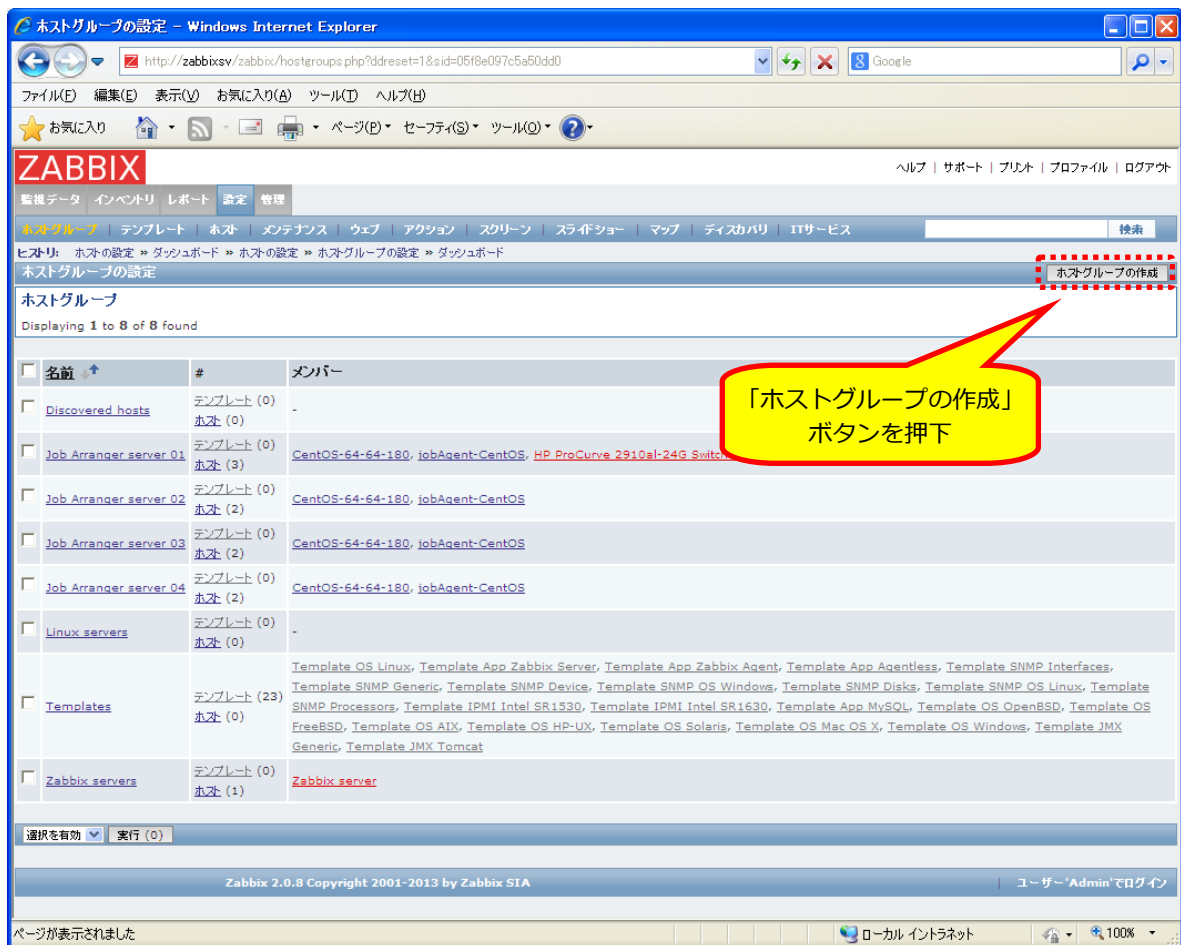 ホストグループの設定 - Windows Internet Explorer
http://zabbixsv/zabbix/hostgroups.php?ddreset=1&sid=05f8e097c5a50dd0
Google
ファイル(F) 編集(E) 表示(V) お気に入り(A) ツール(T) ヘルプ(H)
お気に入り ページ(P) セーフティ(S) ツール(O)
ZABBIX
ヘルプ | サポート | プリント | プロファイル | ログアウト
監視データ インベントリ レポート 設定 管理
ホストグループ | テンプレート | ホスト | メンテナンス | ウェブ | アクション | スクリーン | スライドショー | マップ | ディスカバリ | ITサービス 検索
ヒストリ: ホストの設定 » ダッシュボード » ホストの設定 » ホストグループの設定 » ダッシュボード
ホストグループの設定 ホストグループの作成
ホストグループ
Displaying 1 to 8 of 8 found
「ホストグループの作成」
ボタンを押下
名前 # メンバー
Discovered hosts テンプレート (0) -
ホスト (0)
Job Arranger server 01 テンプレート (0) CentOS-64-64-180, jobAgent-CentOS, HP ProCurve 2910al-24G Switch
ホスト (3)
Job Arranger server 02 テンプレート (0) CentOS-64-64-180, jobAgent-CentOS
ホスト (2)
Job Arranger server 03 テンプレート (0) CentOS-64-64-180, jobAgent-CentOS
ホスト (2)
Job Arranger server 04 テンプレート (0) CentOS-64-64-180, jobAgent-CentOS
ホスト (2)
Linux servers テンプレート (0) -
ホスト (0)
Templates テンプレート (23)
ホスト (0)
Template OS Linux, Template App Zabbix Server, Template App Zabbix Agent, Template App Agentless, Template SNMP Interfaces,
Template SNMP Generic, Template SNMP Device, Template SNMP OS Windows, Template SNMP Disks, Template SNMP OS Linux, Template
SNMP Processors, Template IPMI Intel SR1530, Template IPMI Intel SR1630, Template App MySQL, Template OS OpenBSD, Template OS
FreeBSD, Template OS AIX, Template OS HP-UX, Template OS Solaris, Template OS Mac OS X, Template OS Windows, Template JMX
Generic, Template JMX Tomcat
Zabbix servers テンプレート (0) Zabbix server
ホスト (1)
選択を有効 実行 (0)
Zabbix 2.0.8 Copyright 2001-2013 by Zabbix SIA | ユーザー'Admin'でログイン
ページが表示されました ローカル イントラネット 100%